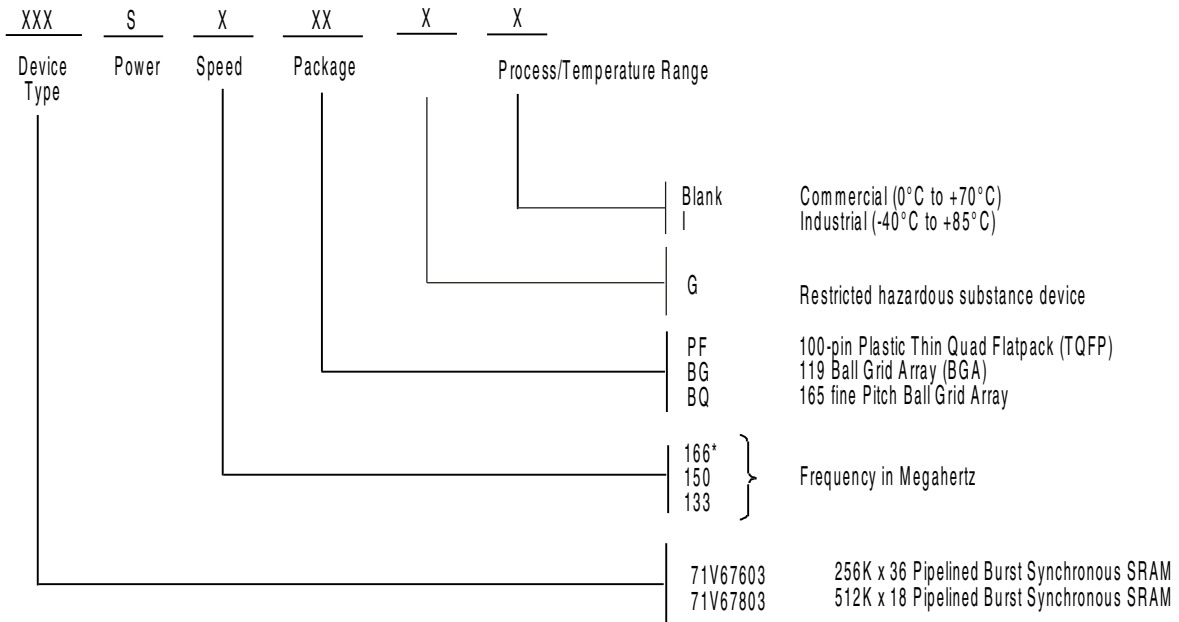 XXX S X XX X X
Device Type Power Speed Package Process/Temperature Range
Blank Commercial (0°C to +70°C)
I Industrial (-40°C to +85°C)
G Restricted hazardous substance device
PF 100-pin Plastic Thin Quad Flatpack (TQFP)
BG 119 Ball Grid Array (BGA)
BQ 165 fine Pitch Ball Grid Array
166*
150 Frequency in Megahertz
133
71V67603 256K x 36 Pipelined Burst Synchronous SRAM
71V67803 512K x 18 Pipelined Burst Synchronous SRAM